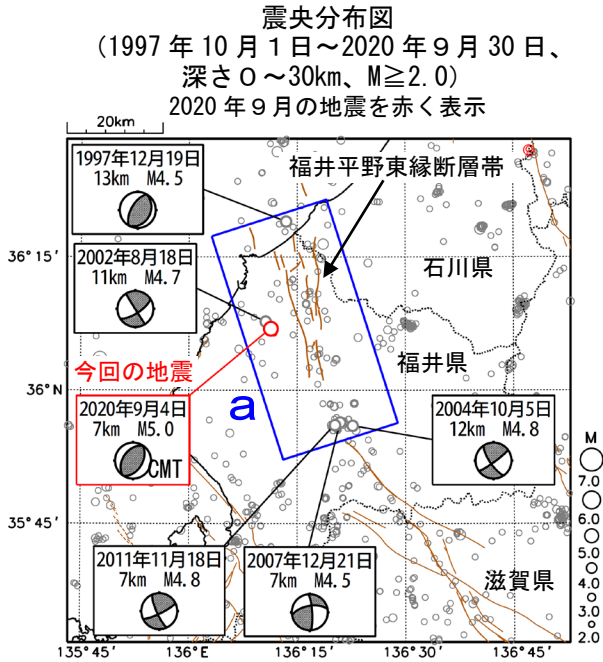 震央分布図
(1997年10月1日～2020年9月30日、
深さ0～30km、M≧2.0)
2020年9月の地震を赤く表示
20km
1997年12月19日
13km M4.5
福井平野東縁断層帯
36°15′
2002年8月18日
11km M4.7
石川県
今回の地震
福井県
36°N
a
2020年9月4日
7km M5.0
CMT
2004年10月5日
12km M4.8
M
7.0
6.0
5.0
4.0
3.0
2.0
35°45′
2011年11月18日
7km M4.8
2007年12月21日
7km M4.5
滋賀県
135°45′
136°E
136°15′
136°30′
136°45′